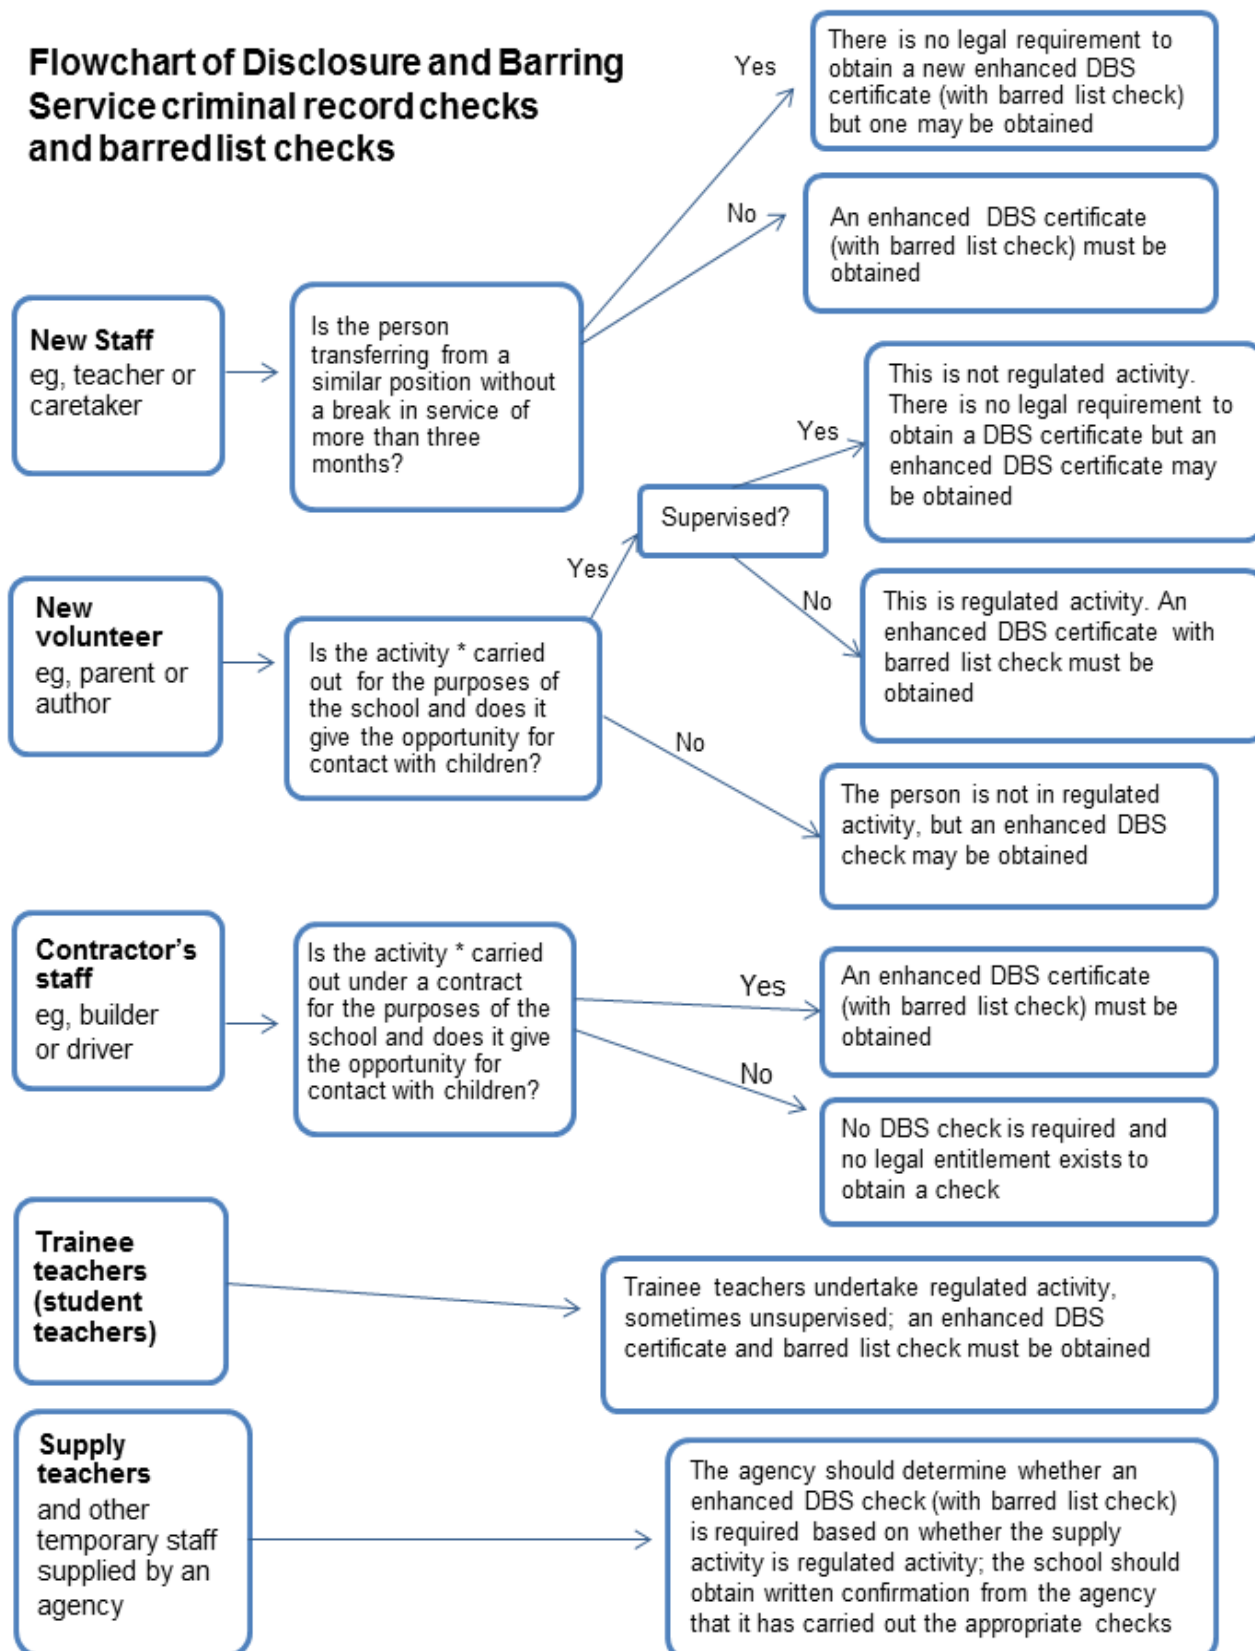 Flowchart of Disclosure and Barring
Service criminal record checks
and barred list checks
New Staff
eg, teacher or
caretaker
Is the person
transferring from a
similar position without
a break in service of
more than three
months?
Yes
There is no legal requirement to
obtain a new enhanced DBS
certificate (with barred list check)
but one may be obtained
No
An enhanced DBS certificate
(with barred list check) must be
obtained
New
volunteer
eg, parent or
author
Is the activity * carried
out for the purposes of
the school and does it
give the opportunity for
contact with children?
Yes
Supervised?
Yes
This is not regulated activity.
There is no legal requirement to
obtain a DBS certificate but an
enhanced DBS certificate may
be obtained
No
This is regulated activity. An
enhanced DBS certificate with
barred list check must be
obtained
No
The person is not in regulated
activity, but an enhanced DBS
check may be obtained
Contractor's
staff
eg, builder
or driver
Is the activity * carried
out under a contract
for the purposes of the
school and does it give
the opportunity for
contact with children?
Yes
An enhanced DBS certificate
(with barred list check) must be
obtained
No
No DBS check is required and
no legal entitlement exists to
obtain a check
Trainee
teachers
(student
teachers)
Trainee teachers undertake regulated activity,
sometimes unsupervised; an enhanced DBS
certificate and barred list check must be obtained
Supply
teachers
and other
temporary staff
supplied by an
agency
The agency should determine whether an
enhanced DBS check (with barred list check)
is required based on whether the supply
activity is regulated activity; the school should
obtain written confirmation from the agency
that it has carried out the appropriate checks